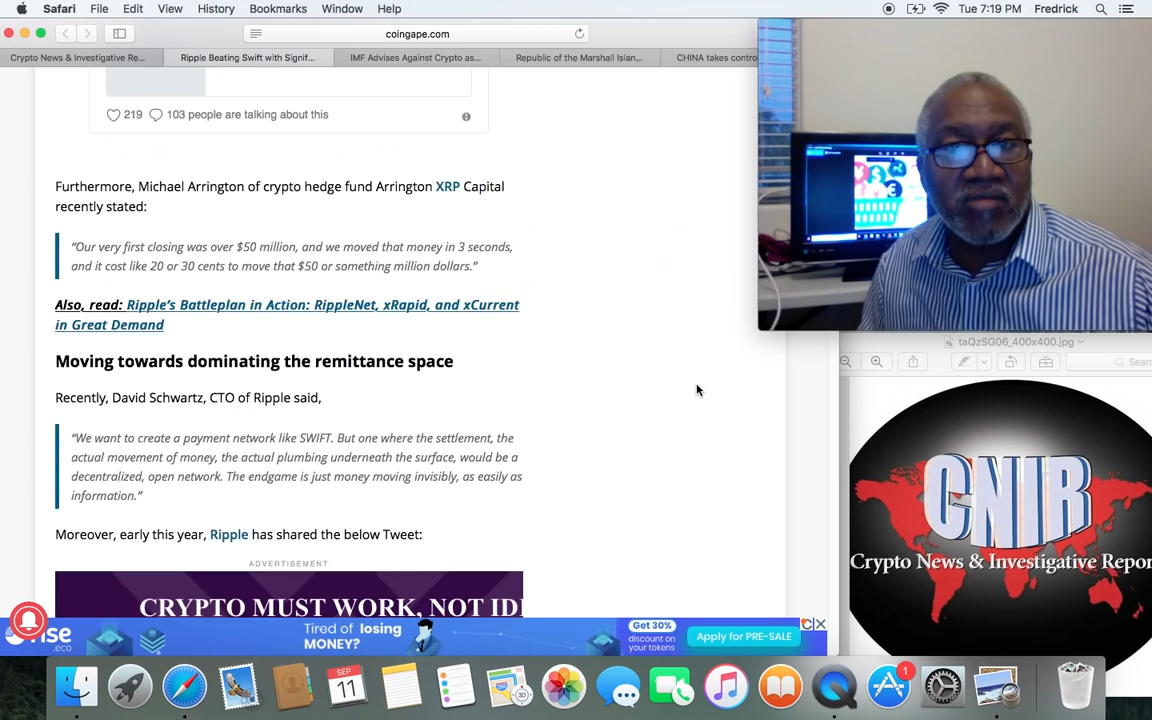 Safari File Edit View History Bookmarks Window Help
Tue 7:19 PM Fredrick
coingape.com
Crypto News & Investigative Re...
Ripple Beating Swift with Signif...
IMF Advises Against Crypto as...
Republic of the Marshall Islan...
CHINA takes contro
219 103 people are talking about this
Furthermore, Michael Arrington of crypto hedge fund Arrington XRP Capital
recently stated:
“Our very first closing was over $50 million, and we moved that money in 3 seconds,
and it cost like 20 or 30 cents to move that $50 or something million dollars.”
Also, read: Ripple’s Battleplan in Action: RippleNet, xRapid, and xCurrent
in Great Demand
Moving towards dominating the remittance space
Recently, David Schwartz, CTO of Ripple said,
“We want to create a payment network like SWIFT. But one where the settlement, the
actual movement of money, the actual plumbing underneath the surface, would be a
decentralized, open network. The endgame is just money moving invisibly, as easily as
information.”
Moreover, early this year, Ripple has shared the below Tweet:
ADVERTISEMENT
CRYPTO MUST WORK, NOT IDL
Tired of losing
MONEY?
Get 30%
discount on
your tokens
Apply for PRE-SALE
.eco
taQzSG06_400x400.jpg
Searc
CNIR
Crypto News & Investigative Repor
SEP
11
1